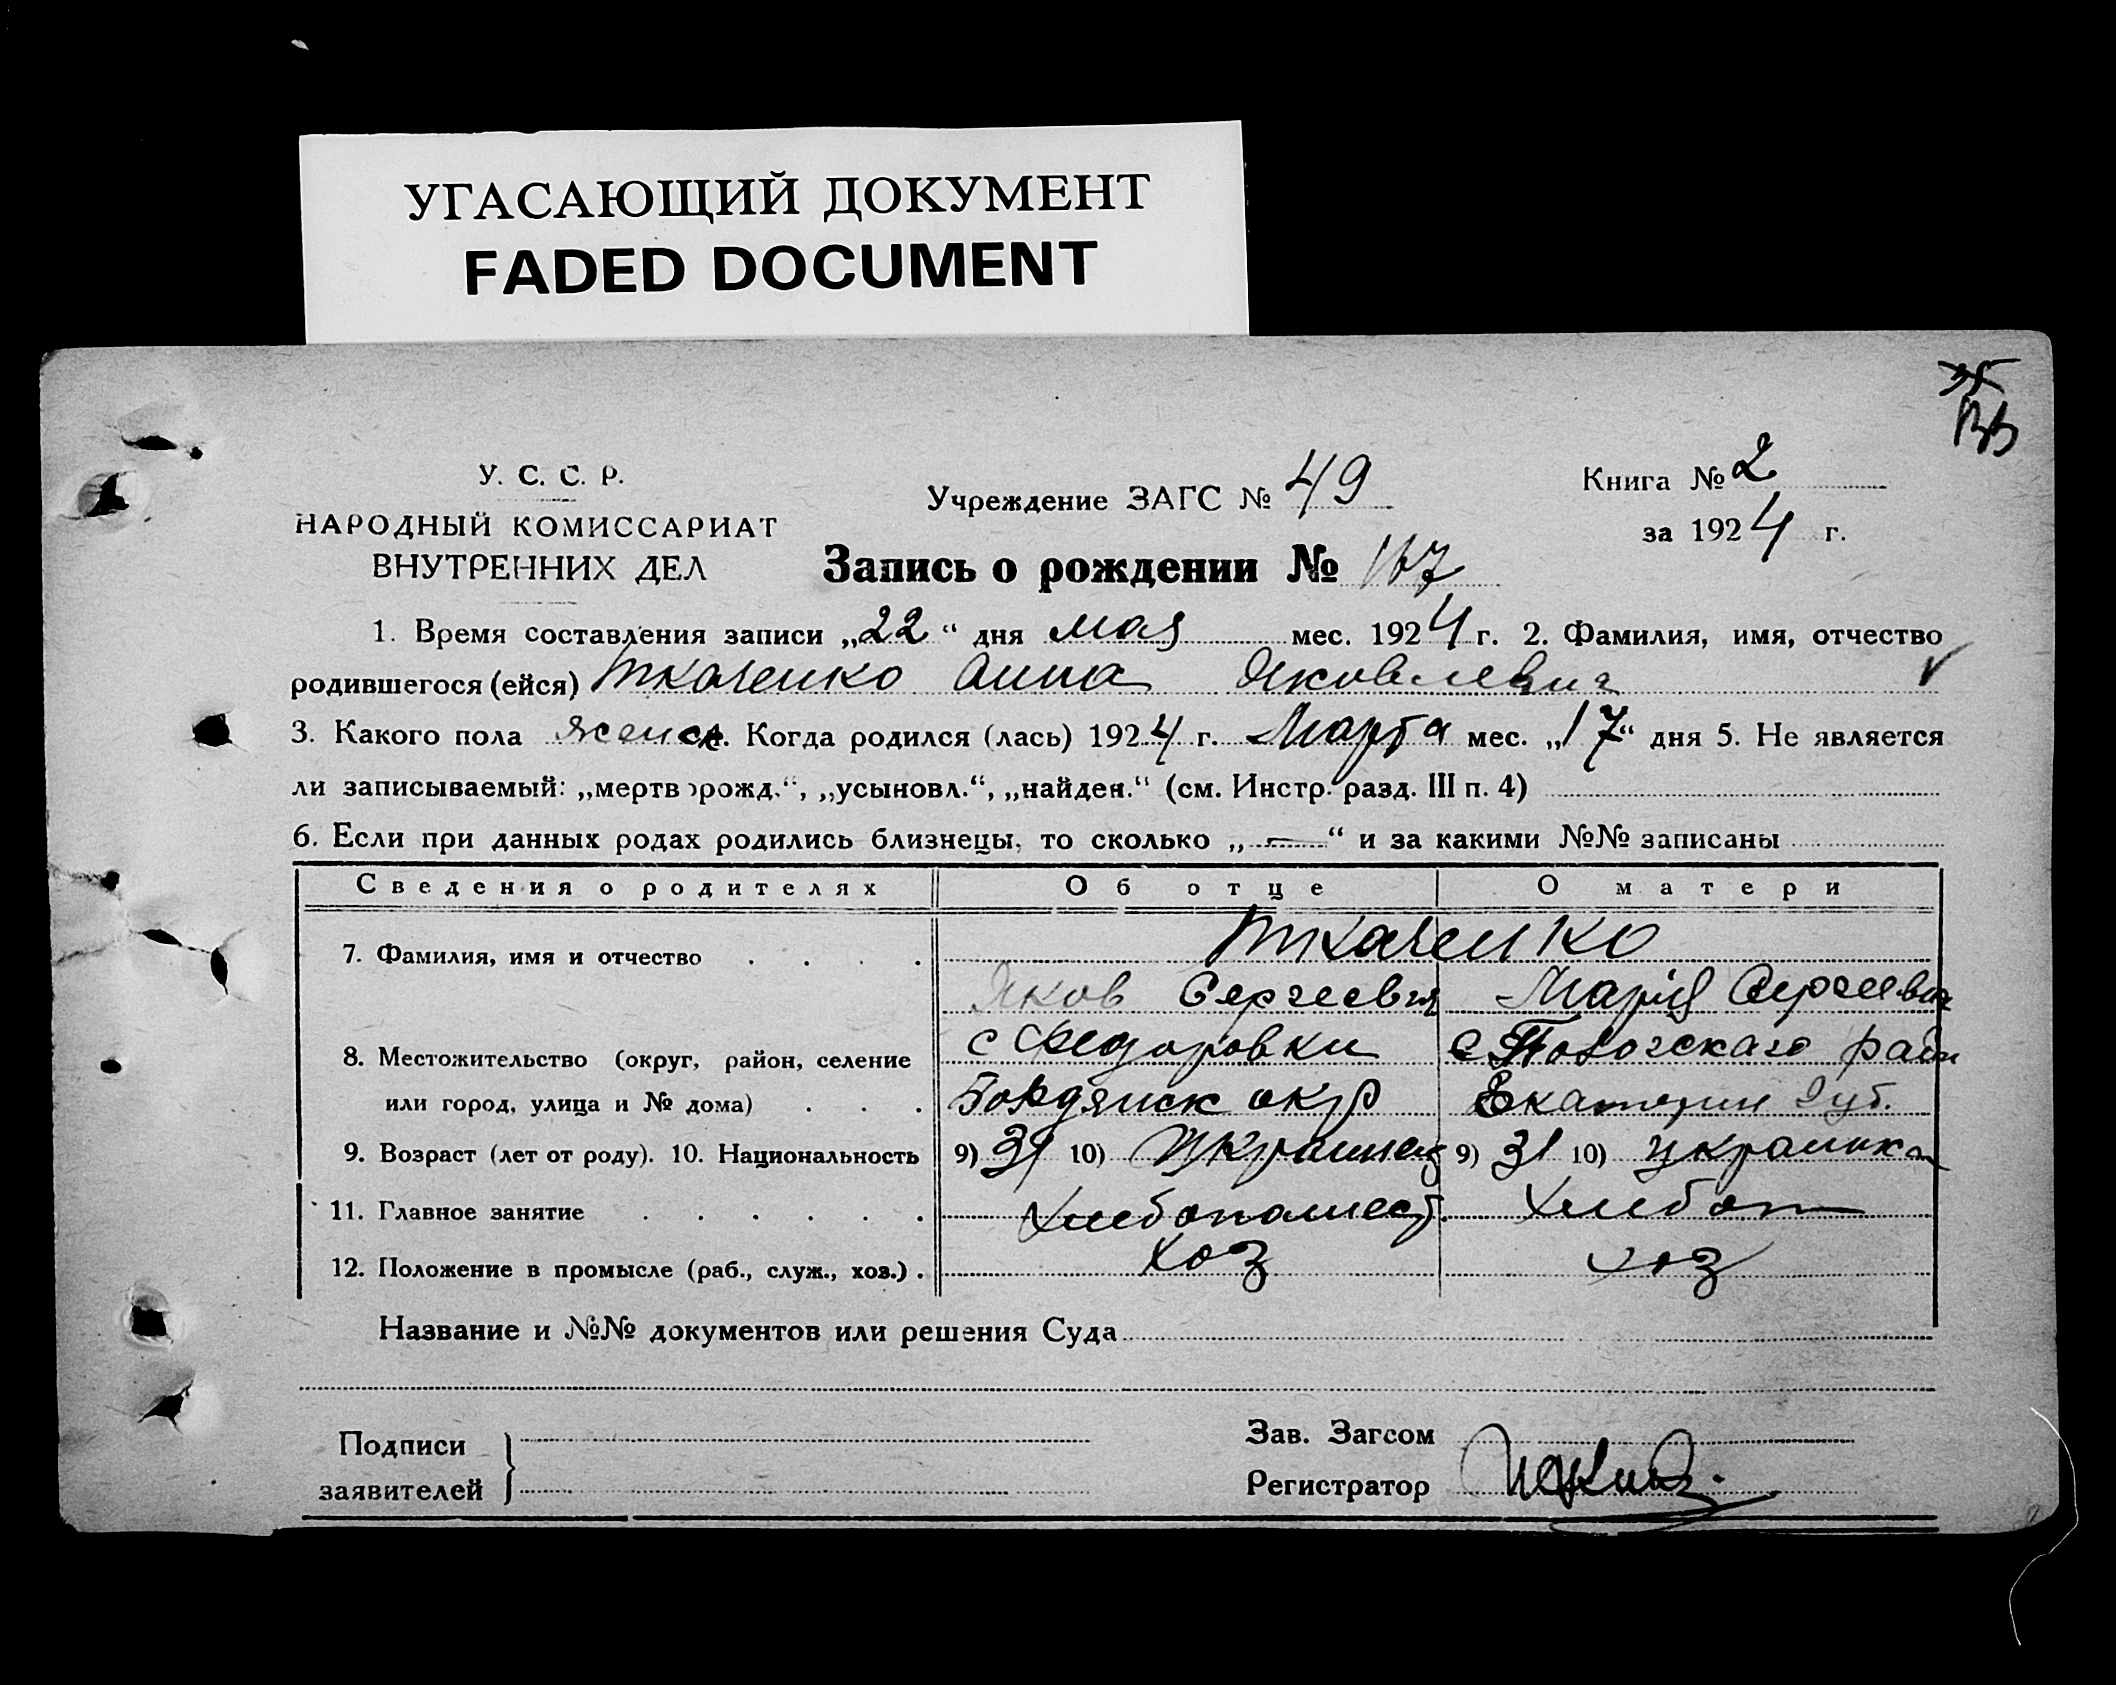 УГАСАЮЩИЙ ДОКУМЕНТ
FADED DOCUMENT
У. С. С. Р.
НАРОДНЫЙ КОМИССАРИАТ
ВНУТРЕННИХ ДЕЛ
Учреждение ЗАГС № 49
Книга № 2
за 1924 г.
Запись о рождении №
1. Время составления записи „22“ дня мая мес. 1924 г. 2. Фамилия, имя, отчество
родившегося (ейся) Ткаченко Анна Яковлевна
3. Какого пола женск. Когда родился (лась) 1924 г. Марта мес. „17“ дня 5. Не является
ли записываемый: „мертворожд.“, „усыновл.“, „найден.“ (см. Инстр. разд. III п. 4)
6. Если при данных родах родились близнецы, то сколько „—“ и за какими №№ записаны
Сведения о родителях Об отце О матери
7. Фамилия, имя и отчество Ткаченко
Яков Сергеевич Марія Сергеевна
8. Местожительство (округ, район, селение с Федоровки с Пологскаго район
или город, улица и № дома) Бердянск окр Екатерин губ.
9. Возраст (лет от роду). 10. Национальность 9) 31 10) Украинец 9) 31 10) украинка
11. Главное занятие Хлебопашест. Хлебоп
12. Положение в промысле (раб., служ., хоз.) хоз хоз
Название и №№ документов или решения Суда
Подписи
заявителей
Зав. Загсом
Регистратор